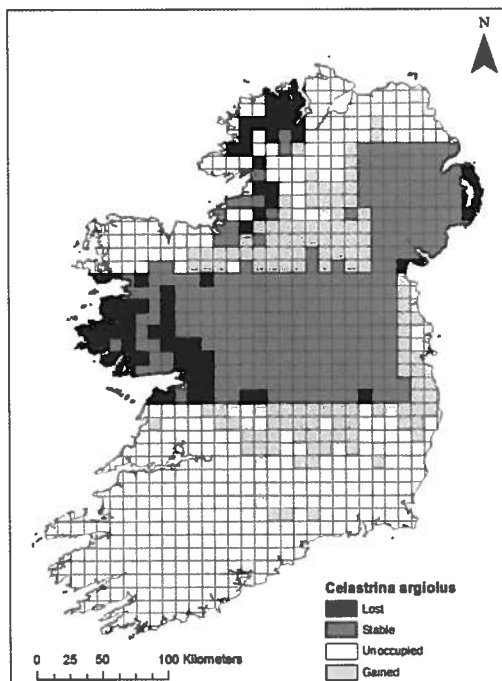 N
Celastrina argiolus
Lost
Stable
Unoccupied
Gained
0 25 50 100 Kilometers